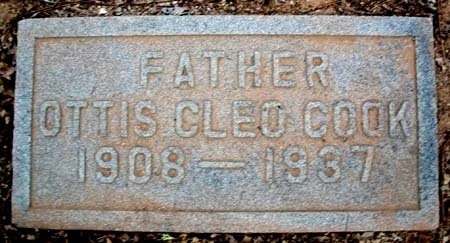 FATHER
OTTIS CLEO COOK
1908 — 1937